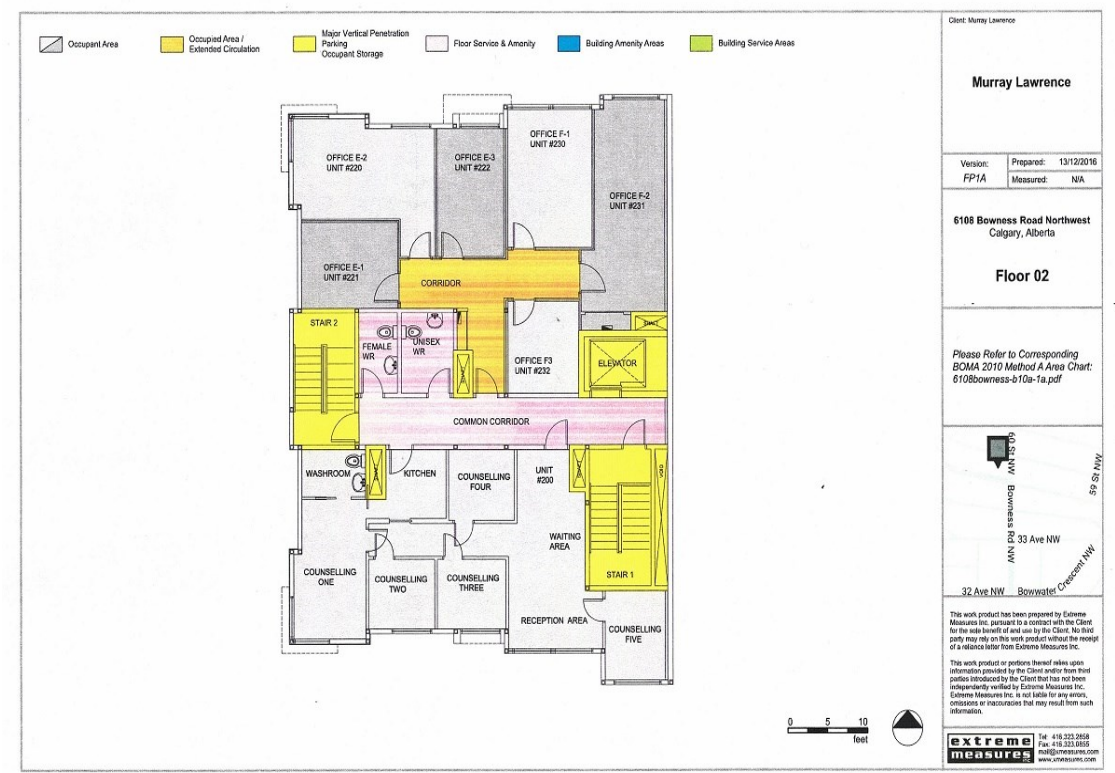 Occupant Area
Occupied Area /
Extended Circulation
Major Vertical Penetration
Parking
Occupant Storage
Floor Service & Amenity
Building Amenity Areas
Building Service Areas
OFFICE E-2
UNIT #220
OFFICE E-3
UNIT #222
OFFICE F-1
UNIT #230
OFFICE F-2
UNIT #231
OFFICE E-1
UNIT #221
CORRIDOR
STAIR 2
FEMALE
WR
UNISEX
WR
OFFICE F3
UNIT #232
ELEVATOR
COMMON CORRIDOR
WASHROOM
KITCHEN
COUNSELLING
FOUR
UNIT
#200
VOID
WAITING
AREA
STAIR 1
COUNSELLING
ONE
COUNSELLING
TWO
COUNSELLING
THREE
RECEPTION AREA
COUNSELLING
FIVE
0 5 10
feet
Client: Murray Lawrence
Murray Lawrence
Version:
FP1A
Prepared: 13/12/2016
Measured: N/A
6108 Bowness Road Northwest
Calgary, Alberta
Floor 02
Please Refer to Corresponding
BOMA 2010 Method A Area Chart:
6108bowness-b10a-1a.pdf
60 St NW
Bowness Rd NW
59 St NW
33 Ave NW
32 Ave NW
Bowwater Crescent NW
This work product has been prepared by Extreme
Measures Inc. pursuant to a contract with the Client
for the sole benefit of and use by the Client. No third
party may rely on this work product without the receipt
of a reliance letter from Extreme Measures Inc.
This work product or portions thereof relies upon
information provided by the Client and/or from third
parties introduced by the Client that has not been
independently verified by Extreme Measures Inc.
Extreme Measures Inc. is not liable for any errors,
omissions or inaccuracies that may result from such
information.
extreme
measures
INC
Tel: 416.323.2658
Fax: 416.323.0855
mail@xmeasures.com
www.xmeasures.com